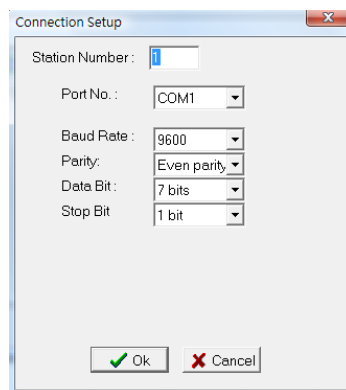 Connection Setup
Station Number : 1
Port No. : COM1
Baud Rate : 9600
Parity: Even parity
Data Bit : 7 bits
Stop Bit 1 bit
Ok Cancel